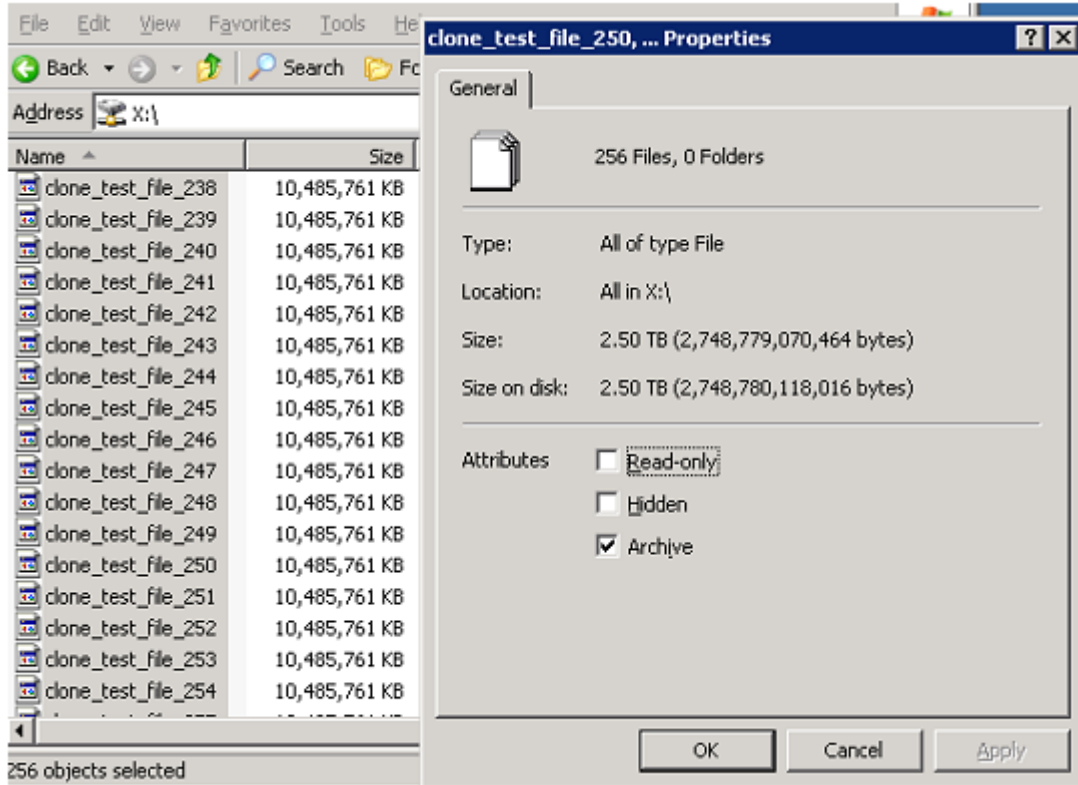 File Edit View Favorites Tools He
clone_test_file_250, ... Properties
Back Search Fo
Address X:\
General
Name Size
256 Files, 0 Folders
Type: All of type File
Location: All in X:\
Size: 2.50 TB (2,748,779,070,464 bytes)
Size on disk: 2.50 TB (2,748,780,118,016 bytes)
Attributes Read-only
Hidden
Archive
clone_test_file_238 10,485,761 KB
clone_test_file_239 10,485,761 KB
clone_test_file_240 10,485,761 KB
clone_test_file_241 10,485,761 KB
clone_test_file_242 10,485,761 KB
clone_test_file_243 10,485,761 KB
clone_test_file_244 10,485,761 KB
clone_test_file_245 10,485,761 KB
clone_test_file_246 10,485,761 KB
clone_test_file_247 10,485,761 KB
clone_test_file_248 10,485,761 KB
clone_test_file_249 10,485,761 KB
clone_test_file_250 10,485,761 KB
clone_test_file_251 10,485,761 KB
clone_test_file_252 10,485,761 KB
clone_test_file_253 10,485,761 KB
clone_test_file_254 10,485,761 KB
OK Cancel Apply
256 objects selected